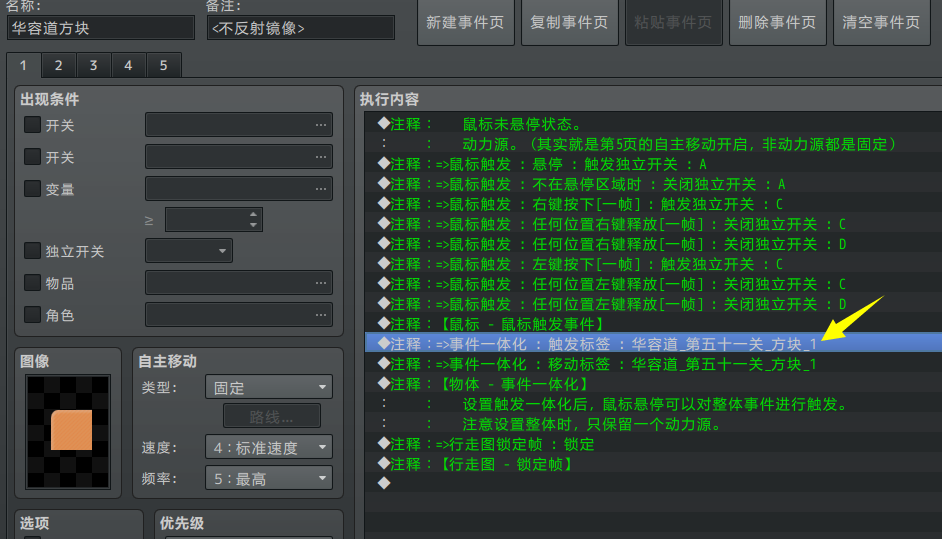 名称:
备注:
华容道方块
<不反射镜像>
新建事件页
复制事件页
粘贴事件页
删除事件页
清空事件页
1
2
3
4
5
出现条件
开关
开关
变量
≥
独立开关
物品
角色
图像
自主移动
类型:
固定
路线...
速度:
4:标准速度
频率:
5:最高
选项
优先级
执行内容
◆注释: 鼠标未悬停状态。
: : 动力源。(其实就是第5页的自主移动开启，非动力源都是固定)
◆注释:=>鼠标触发 : 悬停 : 触发独立开关 : A
◆注释:=>鼠标触发 : 不在悬停区域时 : 关闭独立开关 : A
◆注释:=>鼠标触发 : 右键按下[一帧] : 触发独立开关 : C
◆注释:=>鼠标触发 : 任何位置右键释放[一帧] : 关闭独立开关 : C
◆注释:=>鼠标触发 : 任何位置右键释放[一帧] : 关闭独立开关 : D
◆注释:=>鼠标触发 : 左键按下[一帧] : 触发独立开关 : C
◆注释:=>鼠标触发 : 任何位置左键释放[一帧] : 关闭独立开关 : C
◆注释:=>鼠标触发 : 任何位置左键释放[一帧] : 关闭独立开关 : D
◆注释:【鼠标 - 鼠标触发事件】
◆注释:=>事件一体化 : 触发标签 : 华容道_第五十一关_方块_1
◆注释:=>事件一体化 : 移动标签 : 华容道_第五十一关_方块_1
◆注释:【物体 - 事件一体化】
: : 设置触发一体化后，鼠标悬停可以对整体事件进行触发。
: : 注意设置整体时，只保留一个动力源。
◆注释:=>行走图锁定帧 : 锁定
◆注释:【行走图 - 锁定帧】
◆